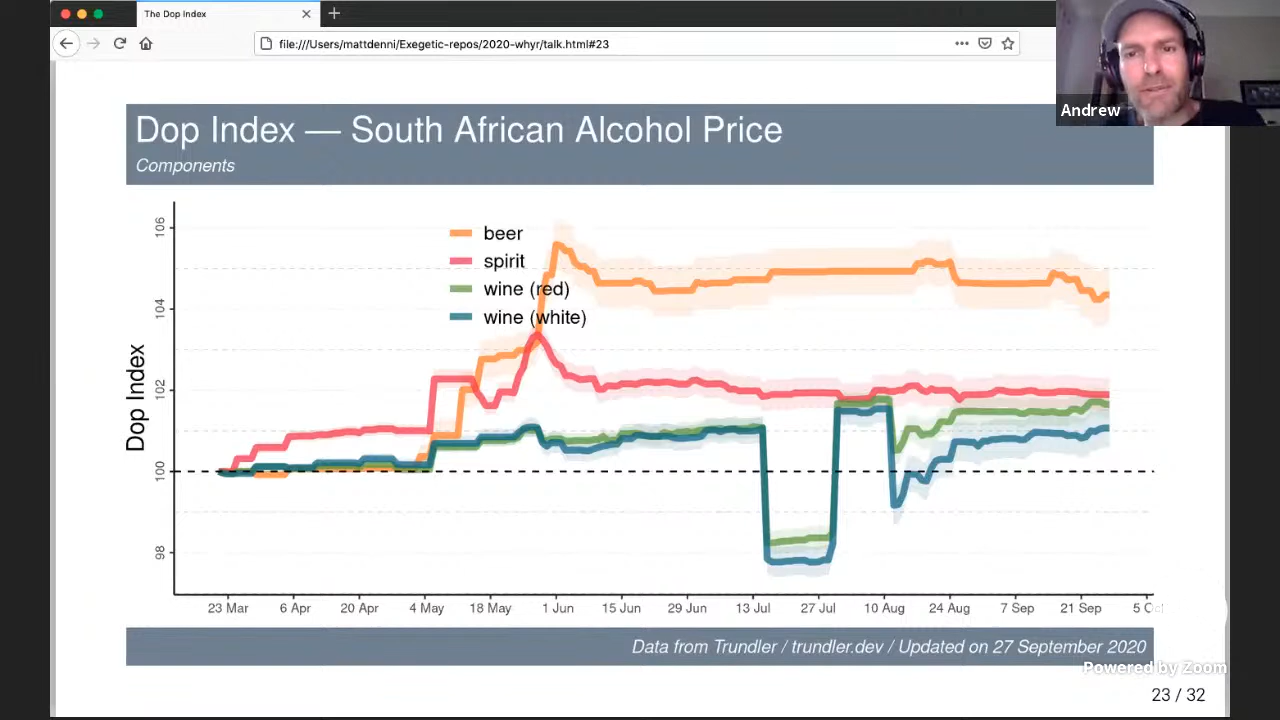 The Dop Index
file:///Users/mattdenni/Exegetic-repos/2020-whyr/talk.html#23
Andrew
Dop Index — South African Alcohol Price
Components
beer
spirit
wine (red)
wine (white)
Dop Index
106
104
102
100
98
23 Mar
6 Apr
20 Apr
4 May
18 May
1 Jun
15 Jun
29 Jun
13 Jul
27 Jul
10 Aug
24 Aug
7 Sep
21 Sep
5 Oct
Data from Trundler / trundler.dev / Updated on 27 September 2020
Powered by Zoom
23 / 32